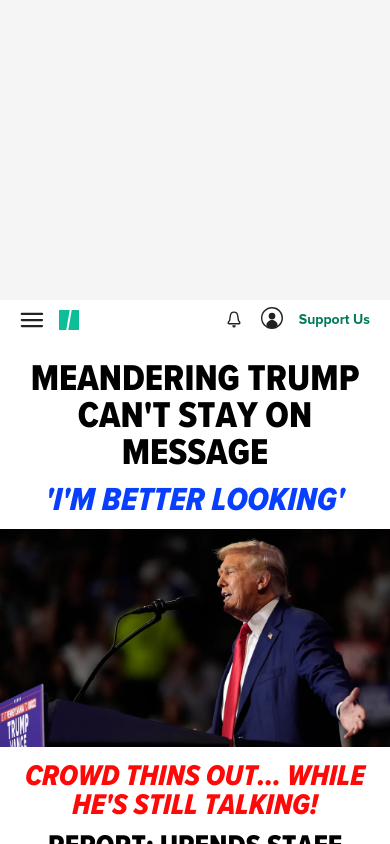 Support Us
MEANDERING TRUMP
CAN'T STAY ON
MESSAGE
'I'M BETTER LOOKING'
TRUMP
VANCE
CROWD THINS OUT... WHILE
HE'S STILL TALKING!
REPORT: UPENDS STAFF